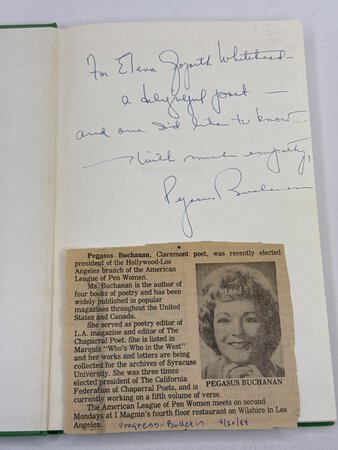 For Elena Goforth Whitehead
a delightful poet —
and one I'd like to know...
— With much empathy,
Pegasus Buchanan
Pegasus Buchanan, Claremont poet, was recently elected
president of the Hollywood-Los
Angeles branch of the American
League of Pen Women.
Ms. Buchanan is the author of
four books of poetry and has been
widely published in popular
magazines throughout the United
States and Canada.
She served as poetry editor of
L.A. magazine and editor of The
Chaparral Poet. She is listed in
Marquis "Who's Who in the West"
and her works and letters are being
collected for the archives of Syracuse
University. She was three times
elected president of The California
Federation of Chaparral Poets, and is
currently working on a fifth volume of verse.
The American League of Pen Women meets on second
Mondays at I Magnin's fourth floor restaurant on Wilshire in Los
Angeles.
PEGASUS BUCHANAN
Progress-Bulletin 4/20/84